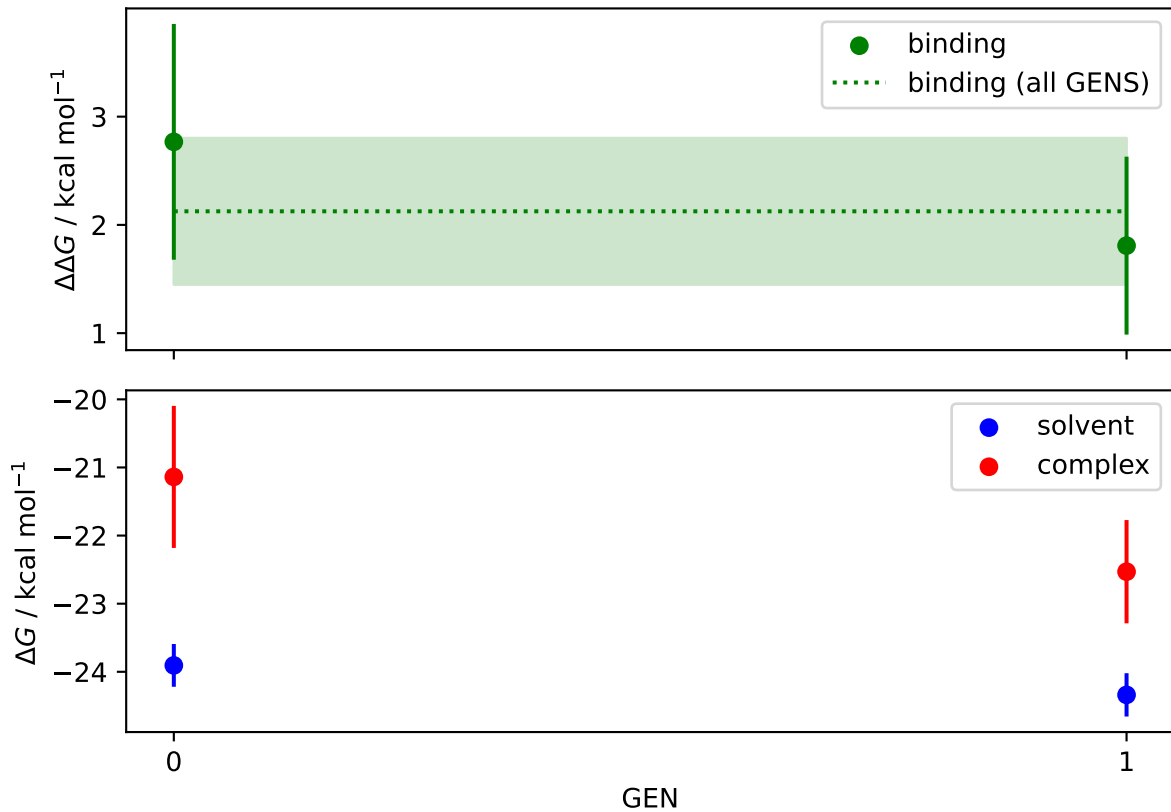 binding
binding (all GENS)
3
2
1
ΔΔG / kcal mol⁻¹
solvent
complex
−20
−21
−22
−23
−24
ΔG / kcal mol⁻¹
0
1
GEN